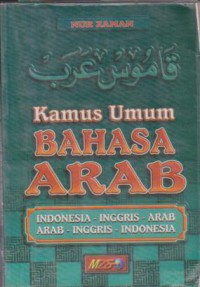 NUR ZAMAN
قاموس عرب
Kamus Umum
BAHASA
ARAB
INDONESIA - INGGRIS - ARAB
ARAB - INGGRIS - INDONESIA